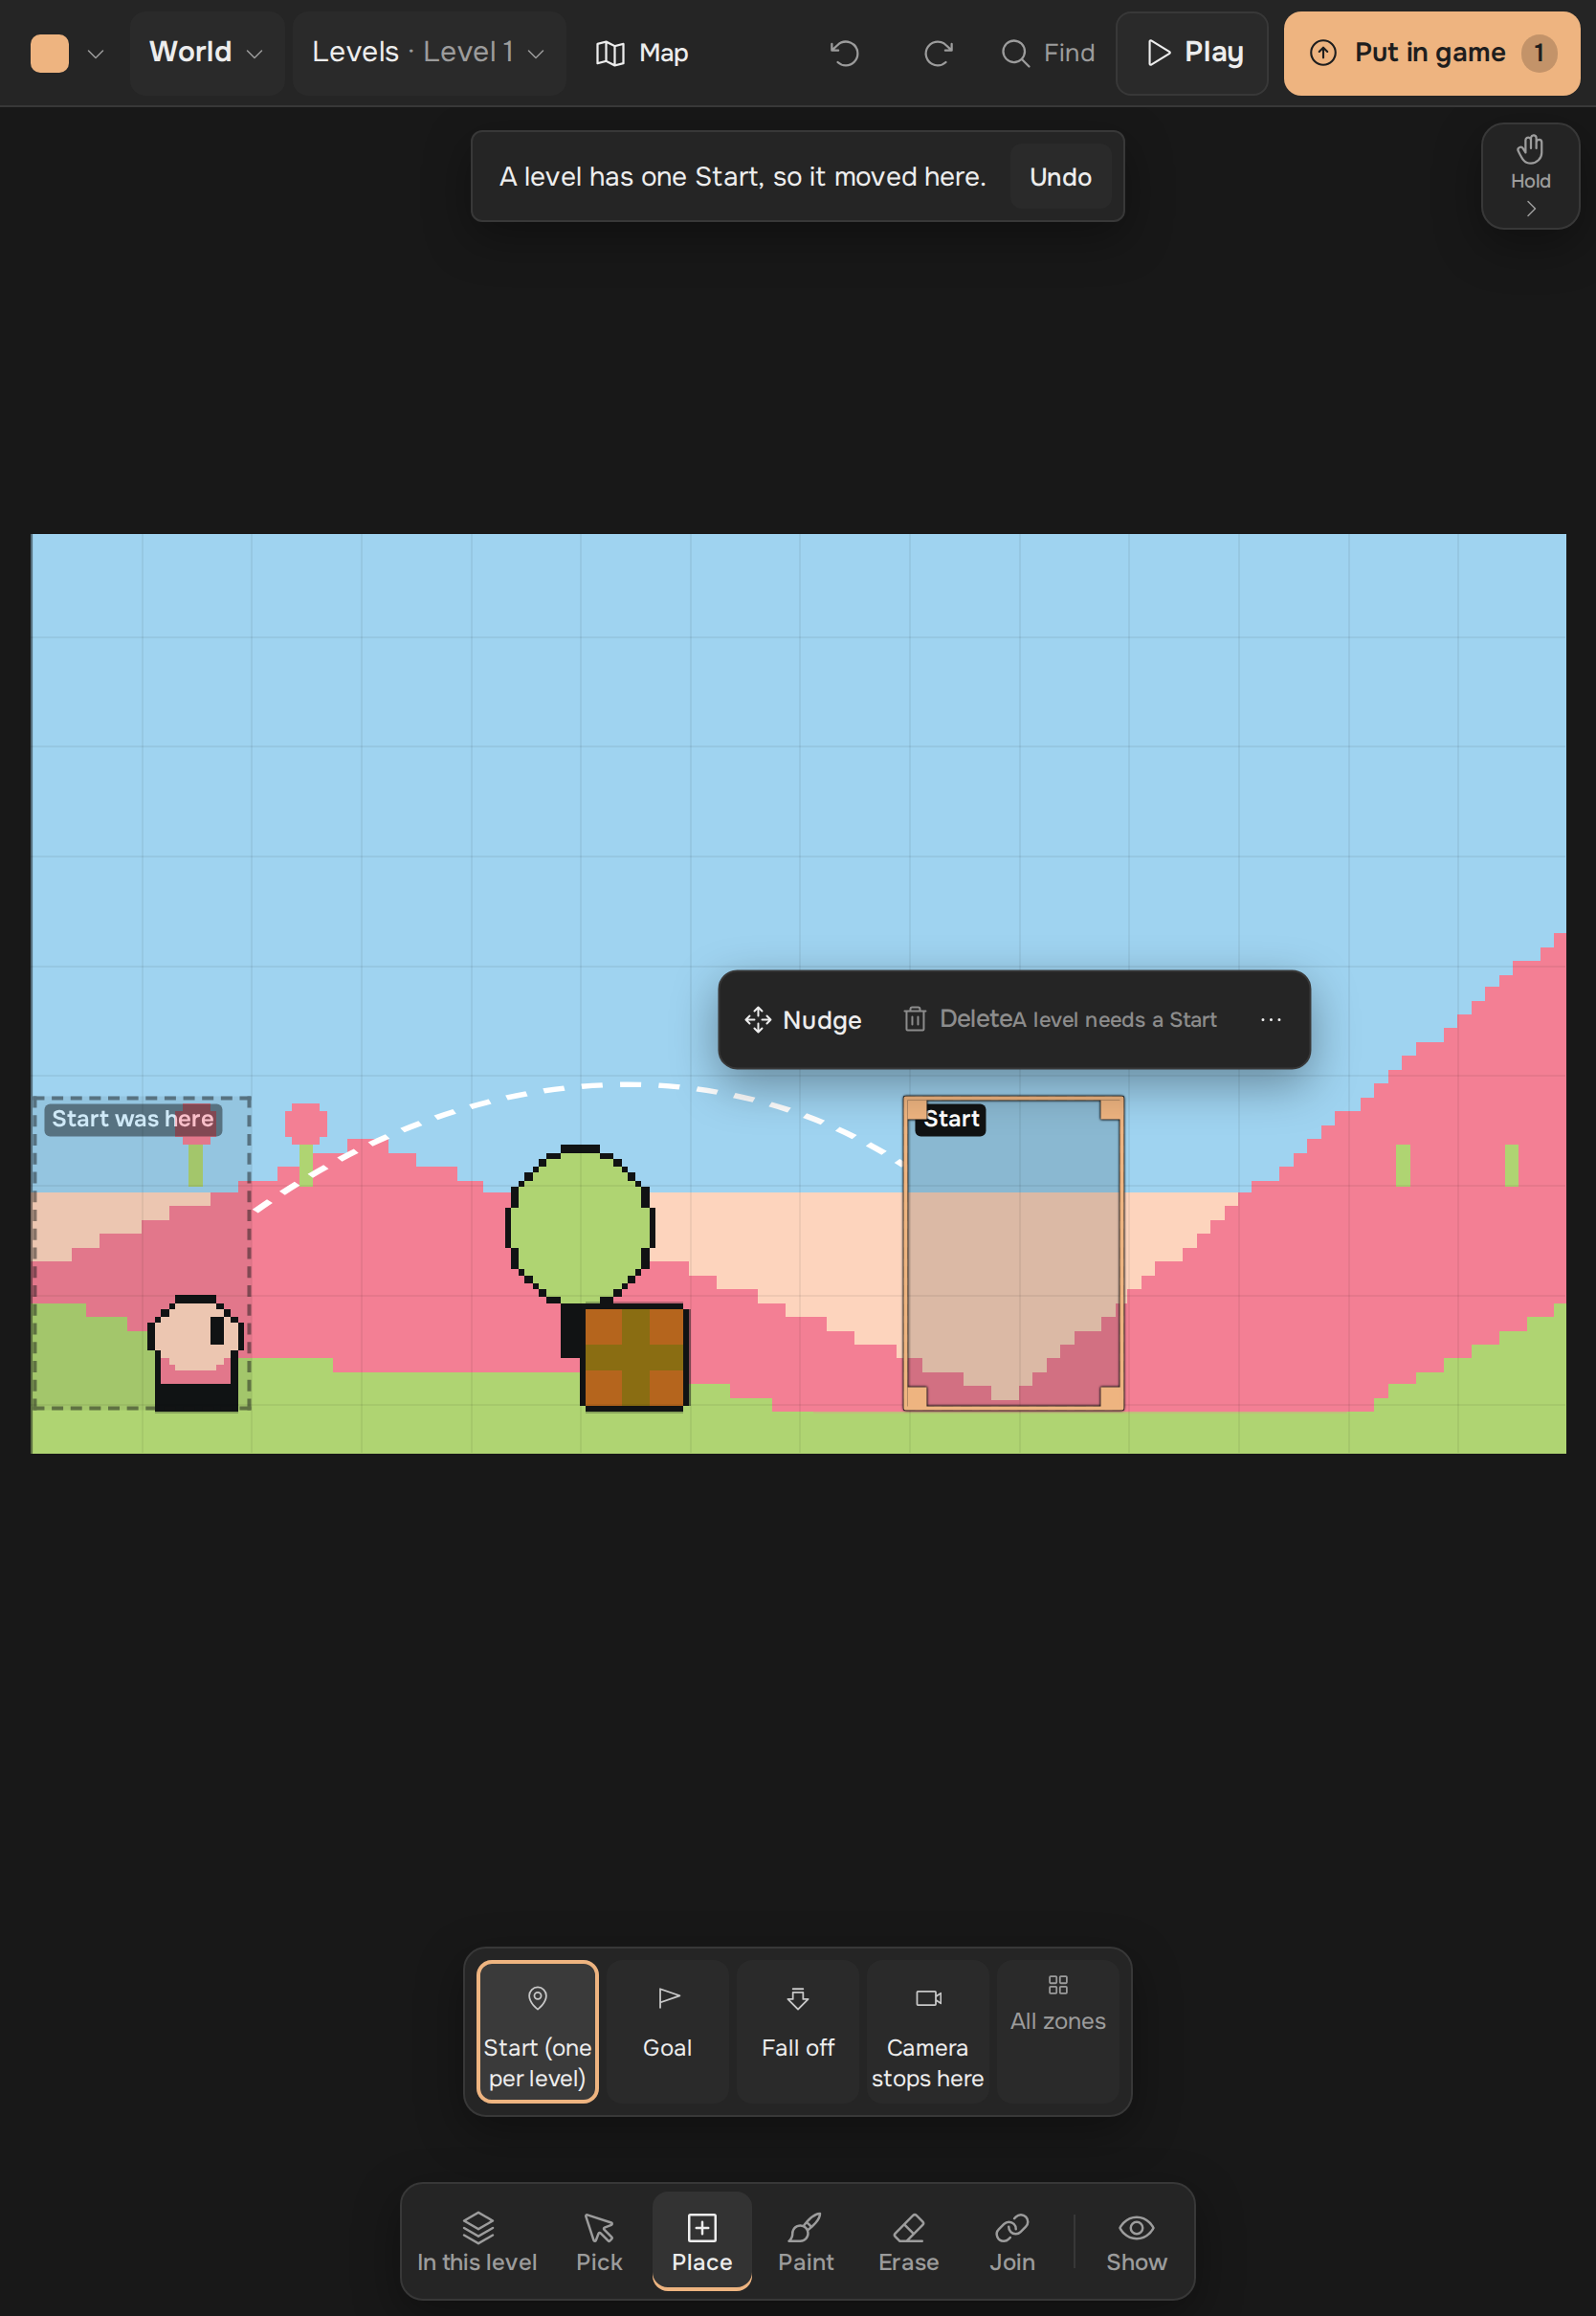 World
Levels · Level 1
Map
Find
Play
Put in game 1
A level has one Start, so it moved here.
Undo
Hold
Nudge
DeleteA level needs a Start
Start was here
Start
Start (one
per level)
Goal
Fall off
Camera
stops here
All zones
In this level
Pick
Place
Paint
Erase
Join
Show